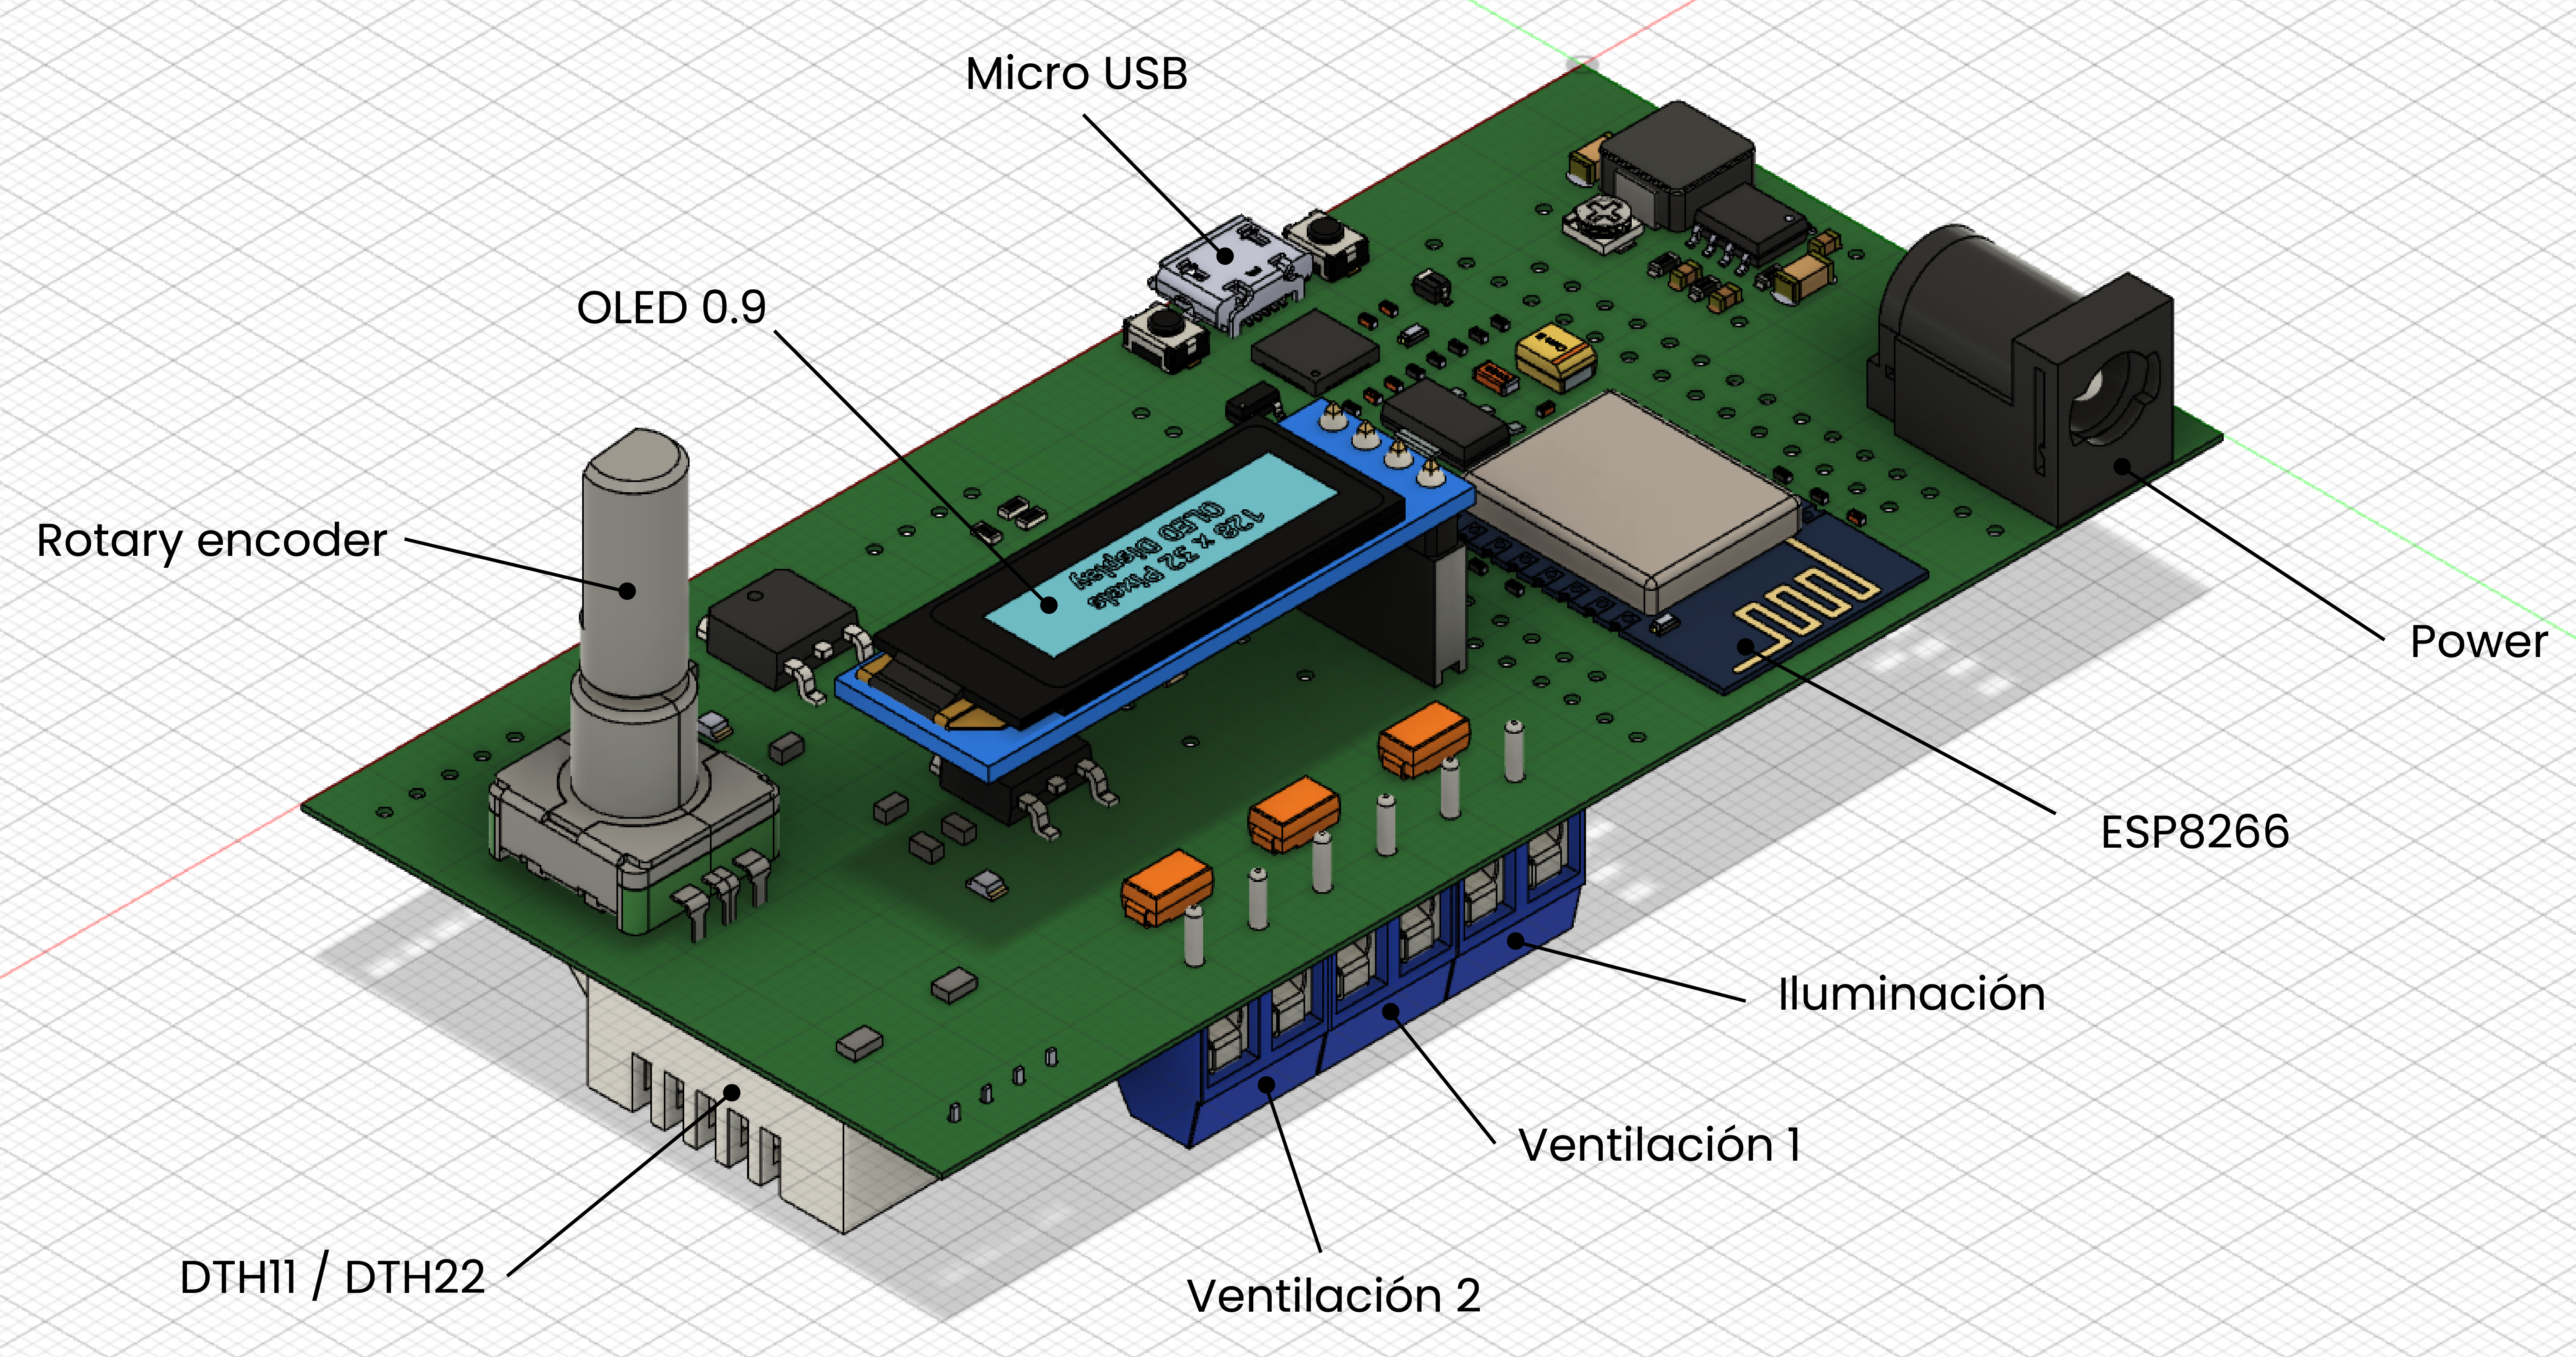 Micro USB
OLED 0.9
Rotary encoder
128 x 32 Pixels
OLED Display
Power
ESP8266
Iluminación
Ventilación 1
Ventilación 2
DTH11 / DTH22